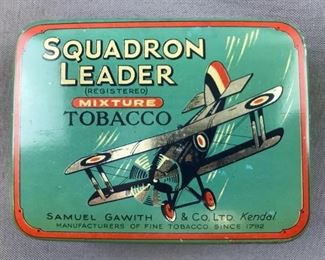 SQUADRON
LEADER
(REGISTERED)
MIXTURE
TOBACCO
SAMUEL GAWITH & CO. LTD. Kendal.
MANUFACTURERS OF FINE TOBACCO SINCE 1792